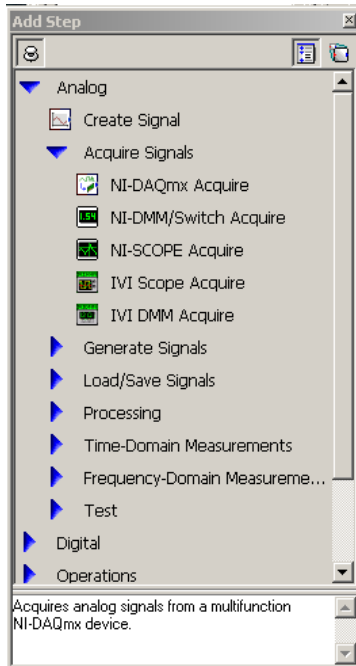 Add Step
Analog
Create Signal
Acquire Signals
NI-DAQmx Acquire
NI-DMM/Switch Acquire
NI-SCOPE Acquire
IVI Scope Acquire
IVI DMM Acquire
Generate Signals
Load/Save Signals
Processing
Time-Domain Measurements
Frequency-Domain Measureme...
Test
Digital
Operations
Acquires analog signals from a multifunction
NI-DAQmx device.